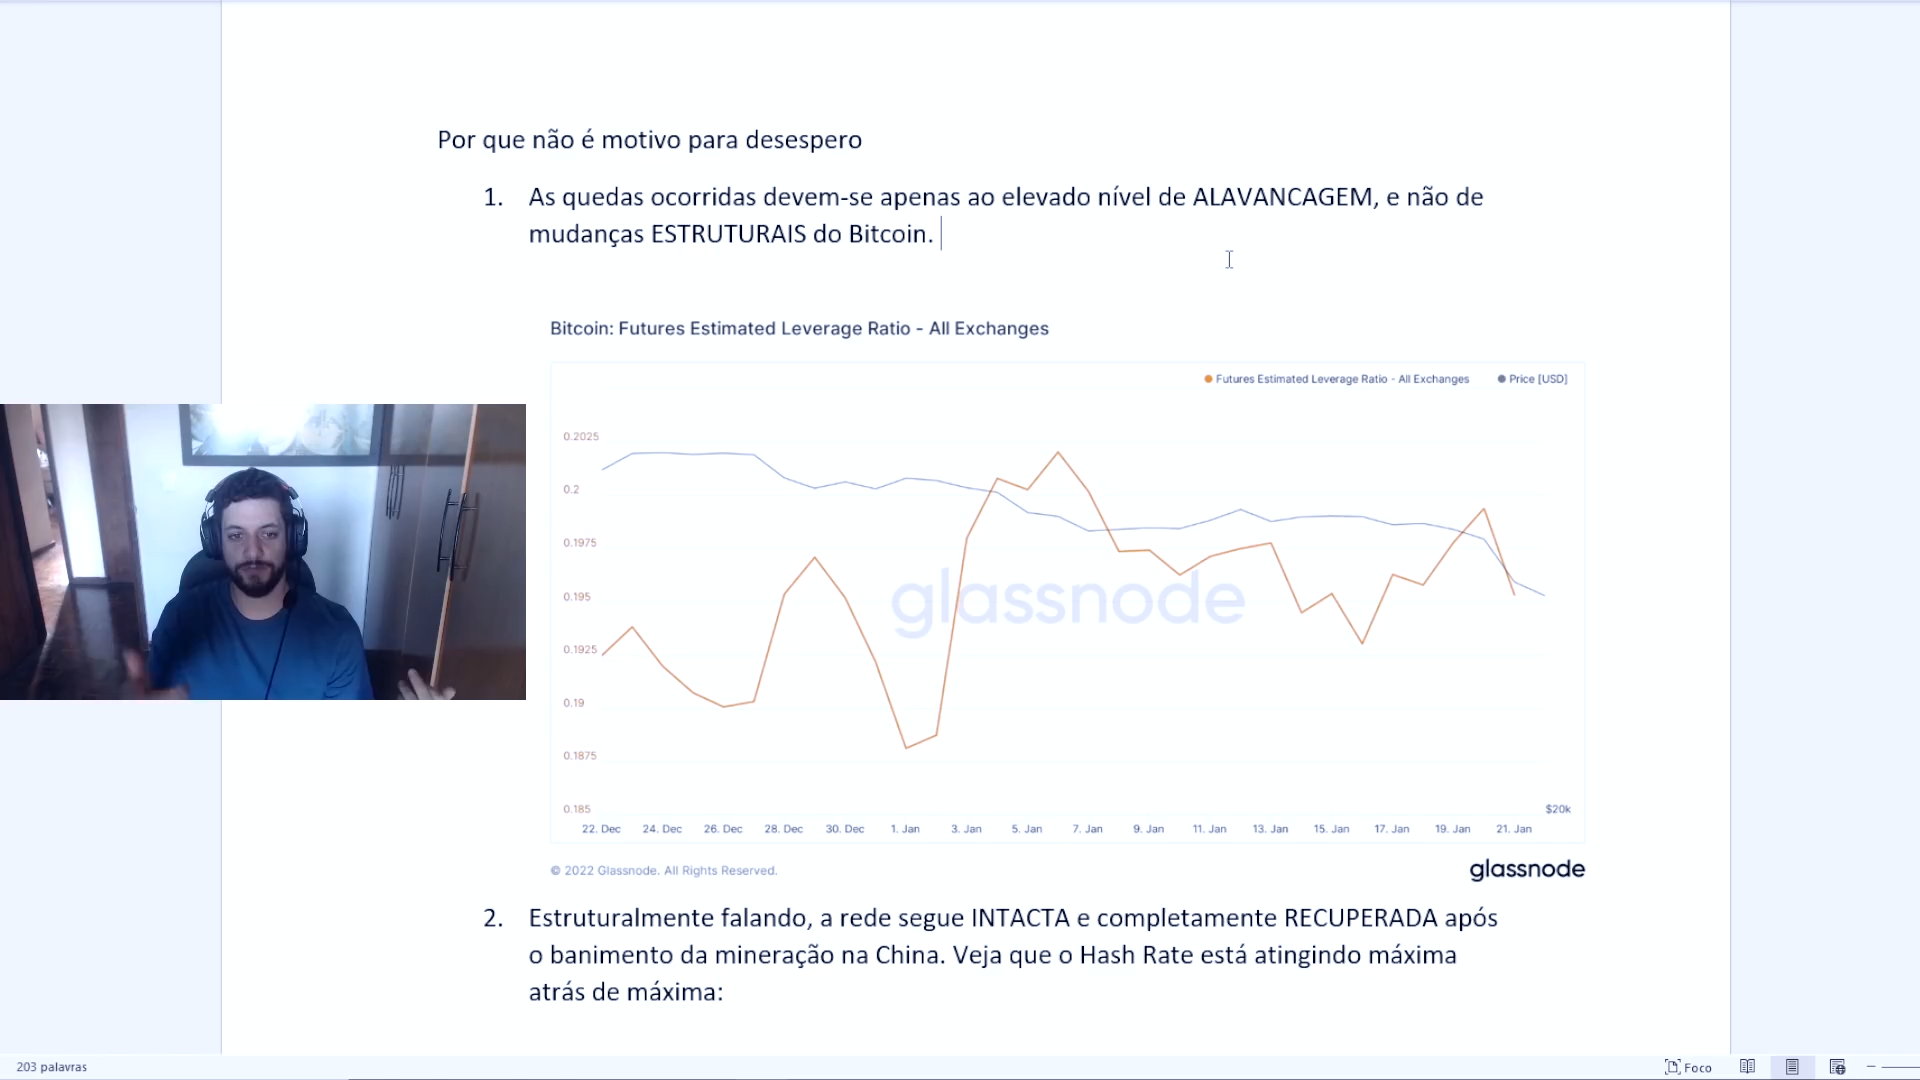 Por que não é motivo para desespero
1. As quedas ocorridas devem-se apenas ao elevado nível de ALAVANCAGEM, e não de
mudanças ESTRUTURAIS do Bitcoin.
Bitcoin: Futures Estimated Leverage Ratio - All Exchanges
Futures Estimated Leverage Ratio - All Exchanges Price [USD]
0.2025
0.2
0.1975
0.195
0.1925
0.19
0.1875
0.185
$20k
glassnode
22. Dec 24. Dec 26. Dec 28. Dec 30. Dec 1. Jan 3. Jan 5. Jan 7. Jan 9. Jan 11. Jan 13. Jan 15. Jan 17. Jan 19. Jan 21. Jan
© 2022 Glassnode. All Rights Reserved. glassnode
2. Estruturalmente falando, a rede segue INTACTA e completamente RECUPERADA após
o banimento da mineração na China. Veja que o Hash Rate está atingindo máxima
atrás de máxima:
203 palavras Foco